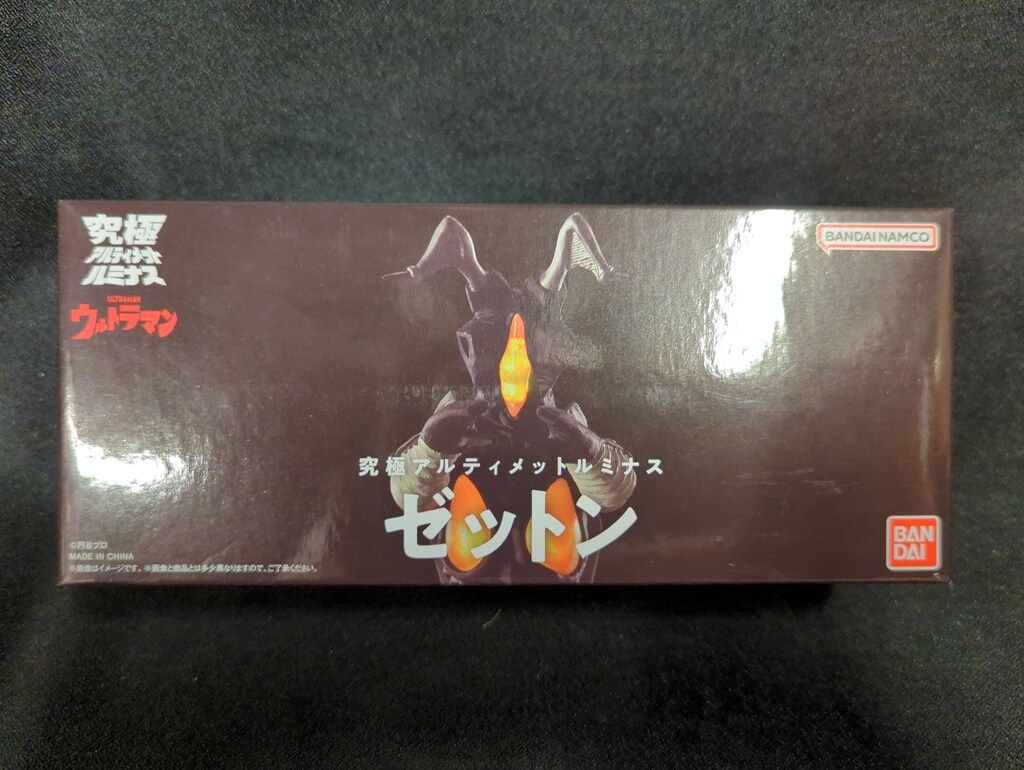 究極
アルティメット
ルミナス
ULTRAMAN
ウルトラマン
BANDAI NAMCO
究極アルティメットルミナス
ゼットン
©円谷プロ
MADE IN CHINA
※画像はイメージです。※画像と商品とは多少異なりますので、ご了承ください。
BAN
DAI